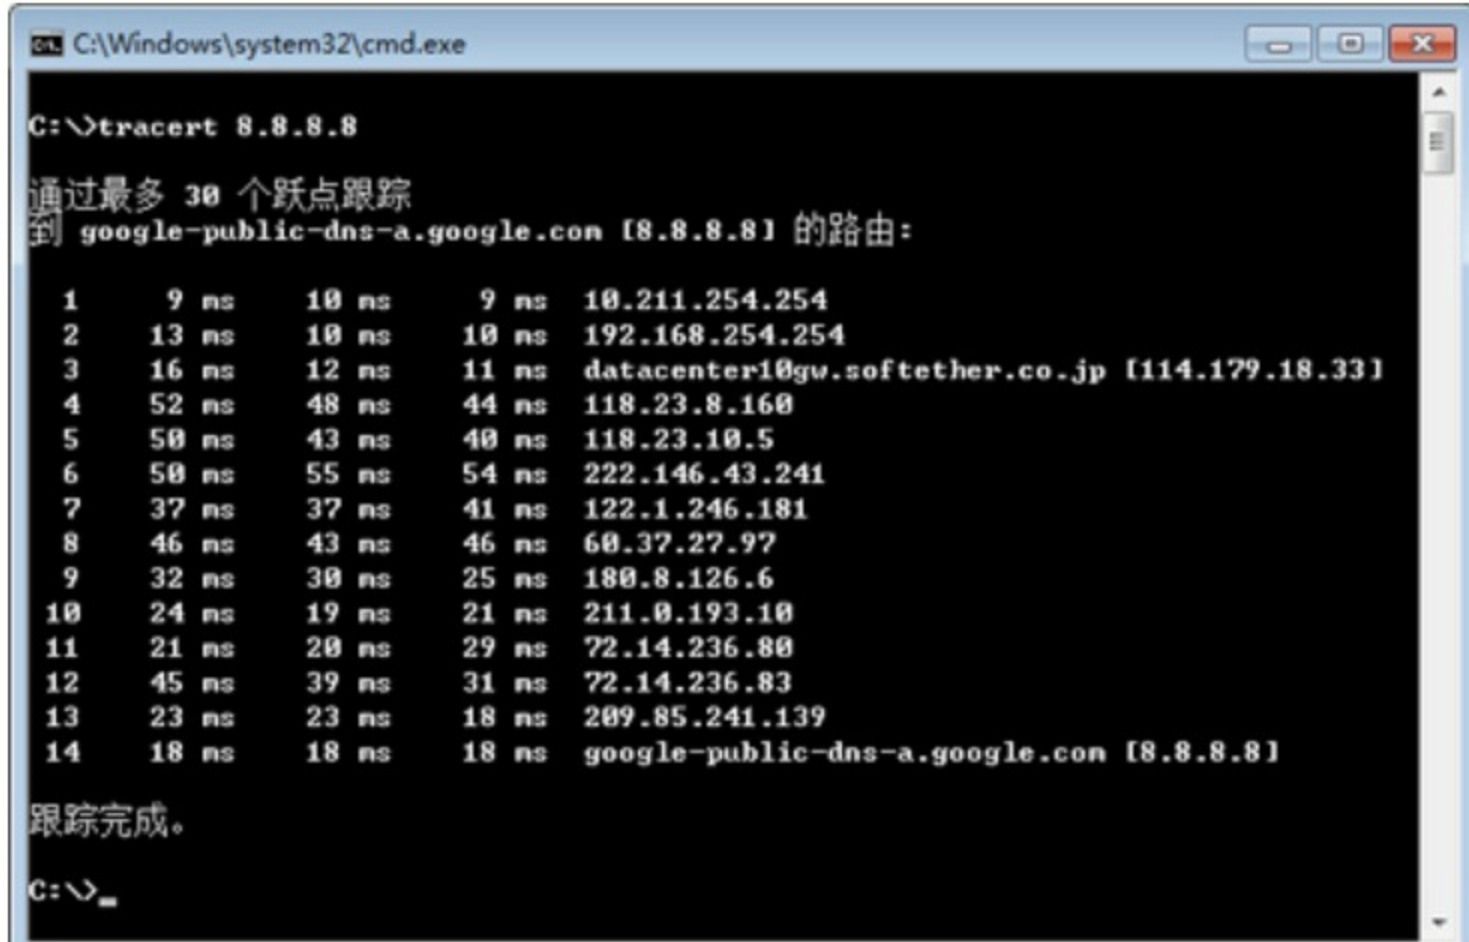 C:\Windows\system32\cmd.exe
C:\>tracert 8.8.8.8
通过最多 30 个跃点跟踪
到 google-public-dns-a.google.com [8.8.8.8] 的路由:
1 9 ms 10 ms 9 ms 10.211.254.254
2 13 ms 10 ms 10 ms 192.168.254.254
3 16 ms 12 ms 11 ms datacenter10gw.softether.co.jp [114.179.18.33]
4 52 ms 48 ms 44 ms 118.23.8.160
5 50 ms 43 ms 40 ms 118.23.10.5
6 50 ms 55 ms 54 ms 222.146.43.241
7 37 ms 37 ms 41 ms 122.1.246.181
8 46 ms 43 ms 46 ms 60.37.27.97
9 32 ms 30 ms 25 ms 180.8.126.6
10 24 ms 19 ms 21 ms 211.0.193.10
11 21 ms 20 ms 29 ms 72.14.236.80
12 45 ms 39 ms 31 ms 72.14.236.83
13 23 ms 23 ms 18 ms 209.85.241.139
14 18 ms 18 ms 18 ms google-public-dns-a.google.com [8.8.8.8]
跟踪完成。
C:\>_